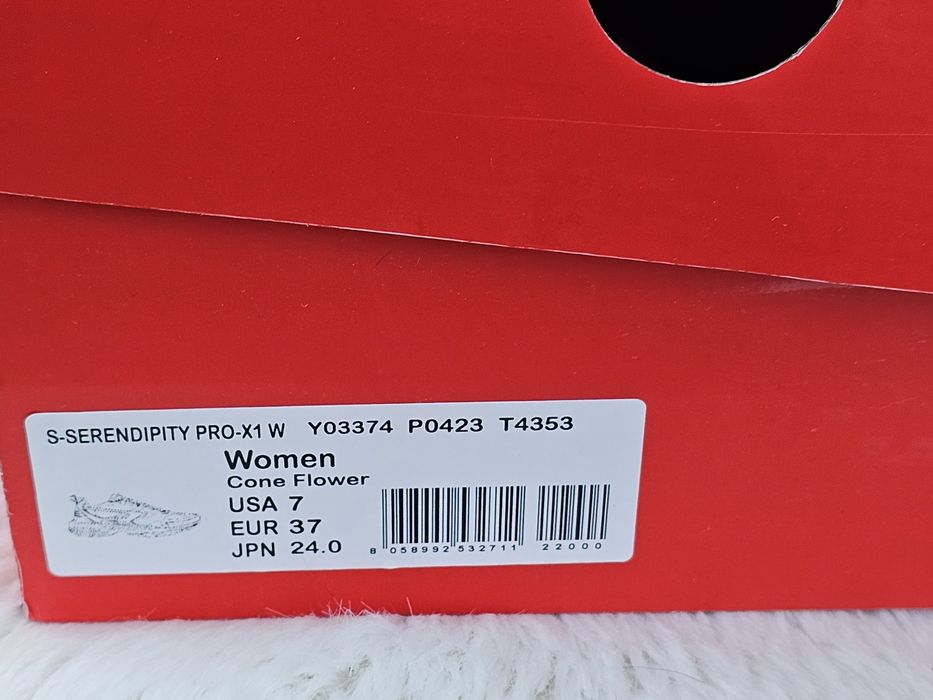 S-SERENDIPITY PRO-X1 W Y03374 P0423 T4353
Women
Cone Flower
USA 7
EUR 37
JPN 24.0
8 058992 532711 22000